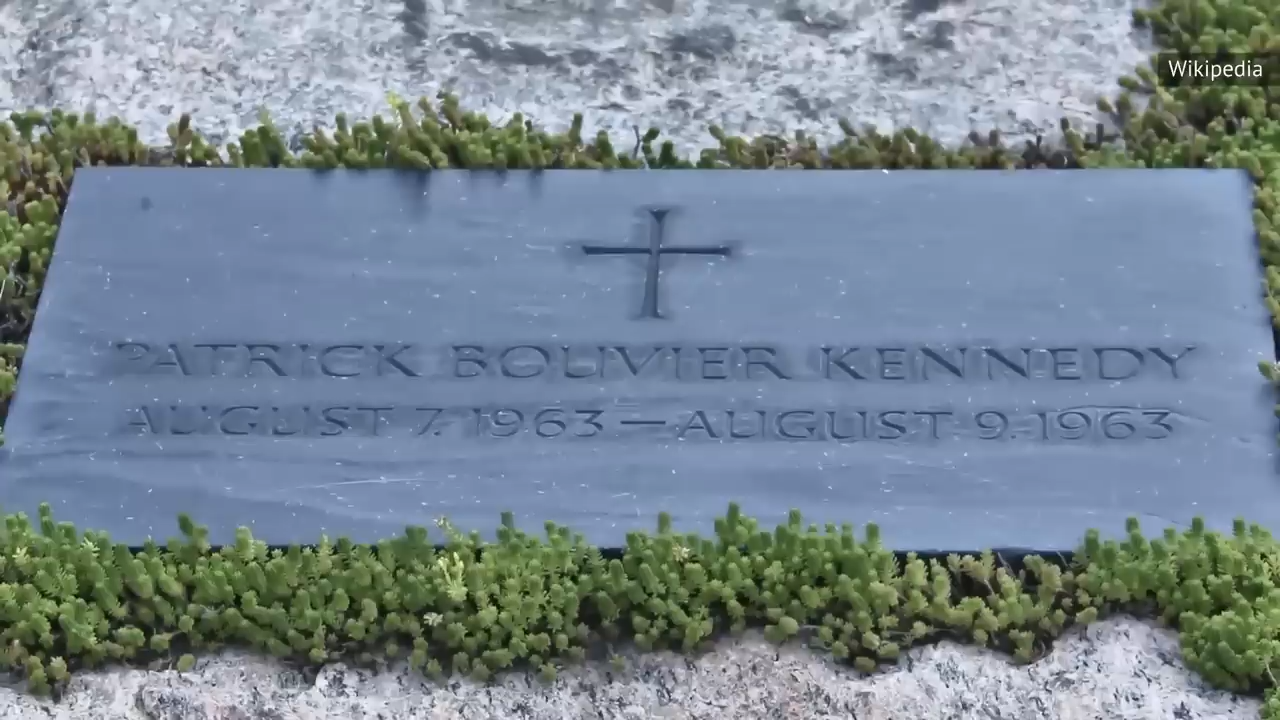 Wikipedia
PATRICK BOUVIER KENNEDY
AUGUST 7. 1963 — AUGUST 9. 1963